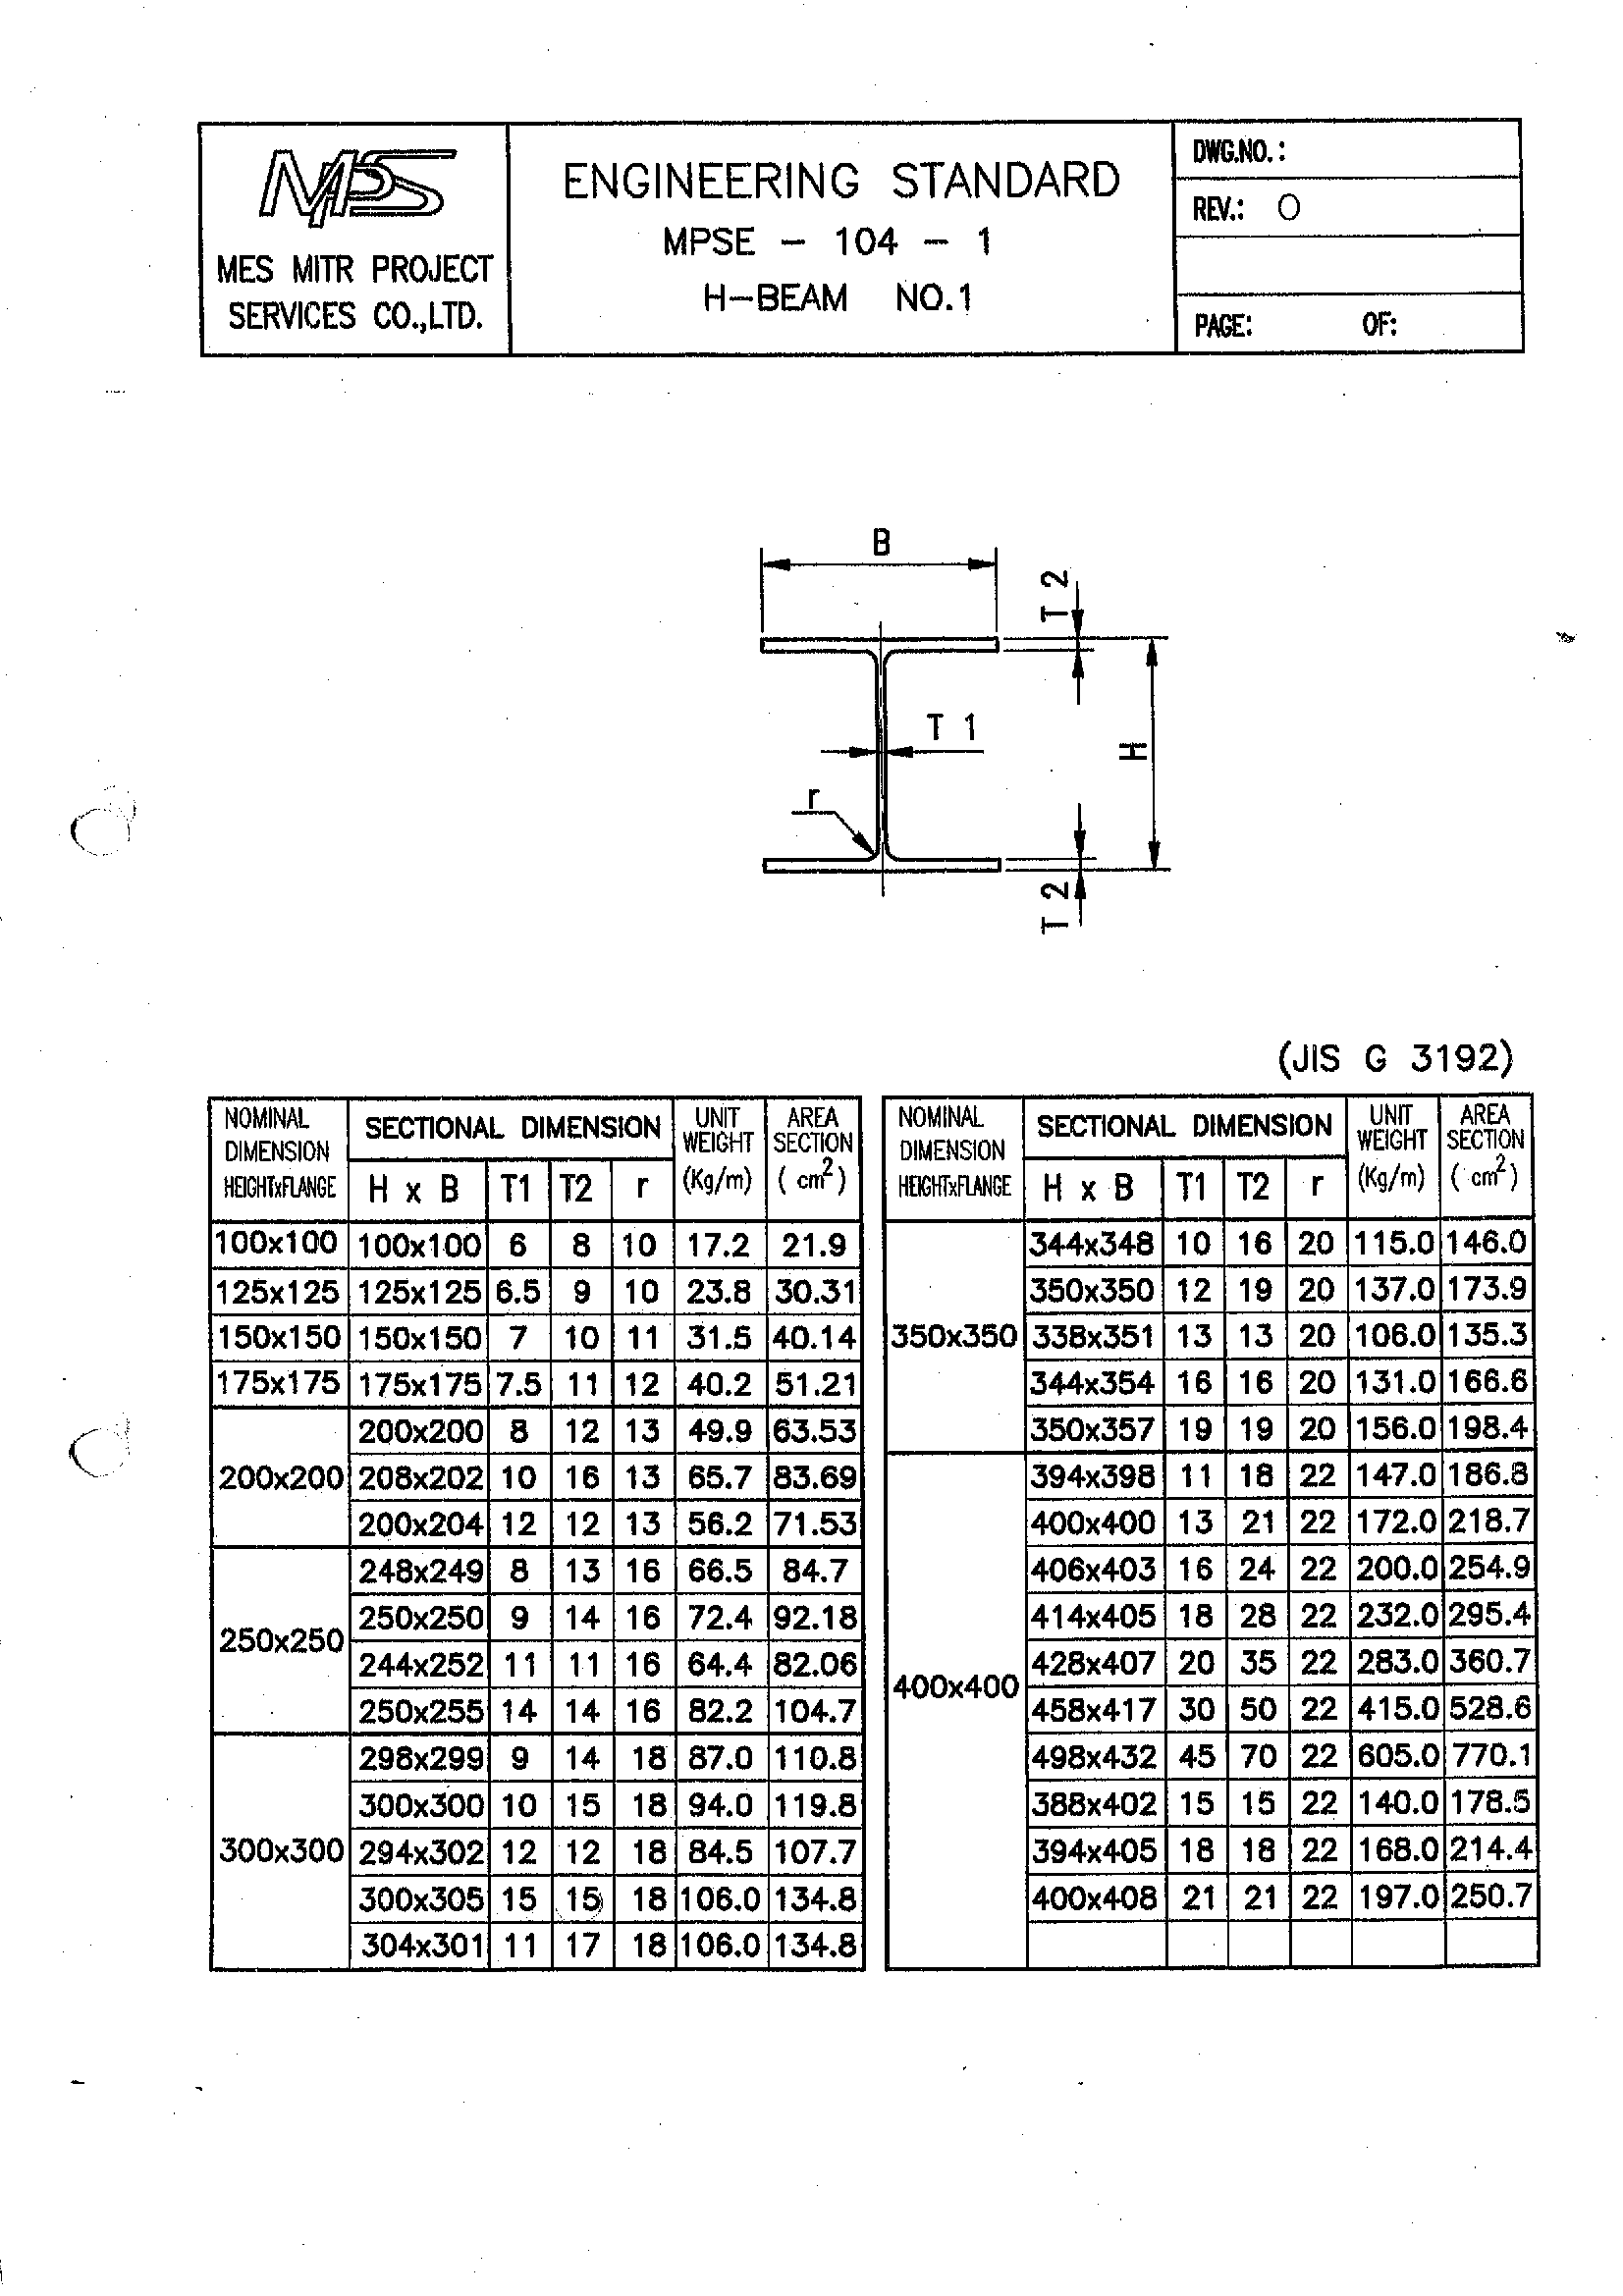 MPS
MES MITR PROJECT
SERVICES CO.,LTD.
ENGINEERING STANDARD
MPSE - 104 - 1
H-BEAM NO.1
DWG.NO.:
REV.: 0
PAGE: OF:
B
T 2
T 1
H
r
T 2
(JIS G 3192)
NOMINAL DIMENSION HEIGHTxFLANGE SECTIONAL DIMENSION UNIT WEIGHT (Kg/m) AREA SECTION (cm²)
H x B T1 T2 r
100x100 100x100 6 8 10 17.2 21.9
125x125 125x125 6.5 9 10 23.8 30.31
150x150 150x150 7 10 11 31.5 40.14
175x175 175x175 7.5 11 12 40.2 51.21
200x200 8 12 13 49.9 63.53
200x200 208x202 10 16 13 65.7 83.69
200x204 12 12 13 56.2 71.53
248x249 8 13 16 66.5 84.7
250x250 9 14 16 72.4 92.18
250x250
244x252 11 11 16 64.4 82.06
250x255 14 14 16 82.2 104.7
298x299 9 14 18 87.0 110.8
300x300 10 15 18 94.0 119.8
300x300 294x302 12 12 18 84.5 107.7
300x305 15 15 18 106.0 134.8
304x301 11 17 18 106.0 134.8
NOMINAL DIMENSION HEIGHTxFLANGE SECTIONAL DIMENSION UNIT WEIGHT (Kg/m) AREA SECTION (cm²)
H x B T1 T2 r
344x348 10 16 20 115.0 146.0
350x350 12 19 20 137.0 173.9
350x350 338x351 13 13 20 106.0 135.3
344x354 16 16 20 131.0 166.6
350x357 19 19 20 156.0 198.4
394x398 11 18 22 147.0 186.8
400x400 13 21 22 172.0 218.7
406x403 16 24 22 200.0 254.9
414x405 18 28 22 232.0 295.4
428x407 20 35 22 283.0 360.7
400x400
458x417 30 50 22 415.0 528.6
498x432 45 70 22 605.0 770.1
388x402 15 15 22 140.0 178.5
394x405 18 18 22 168.0 214.4
400x408 21 21 22 197.0 250.7